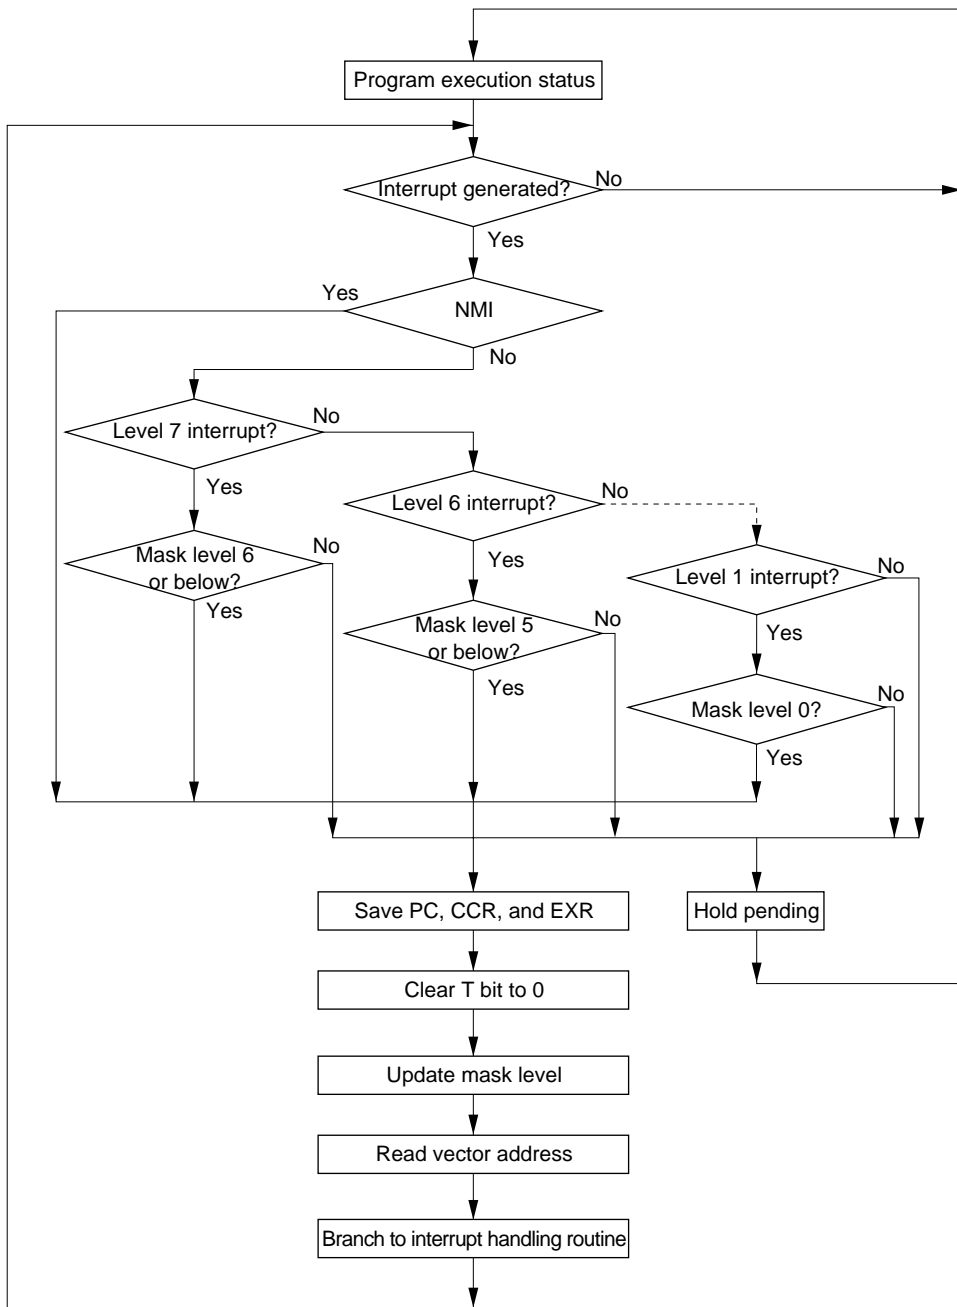 Program execution status
Interrupt generated?
No
Yes
Yes
NMI
No
Level 7 interrupt?
No
Yes
Level 6 interrupt?
No
Mask level 6
or below?
No
Yes
Yes
Level 1 interrupt?
No
Mask level 5
or below?
No
Yes
Yes
Mask level 0?
No
Yes
Save PC, CCR, and EXR
Hold pending
Clear T bit to 0
Update mask level
Read vector address
Branch to interrupt handling routine